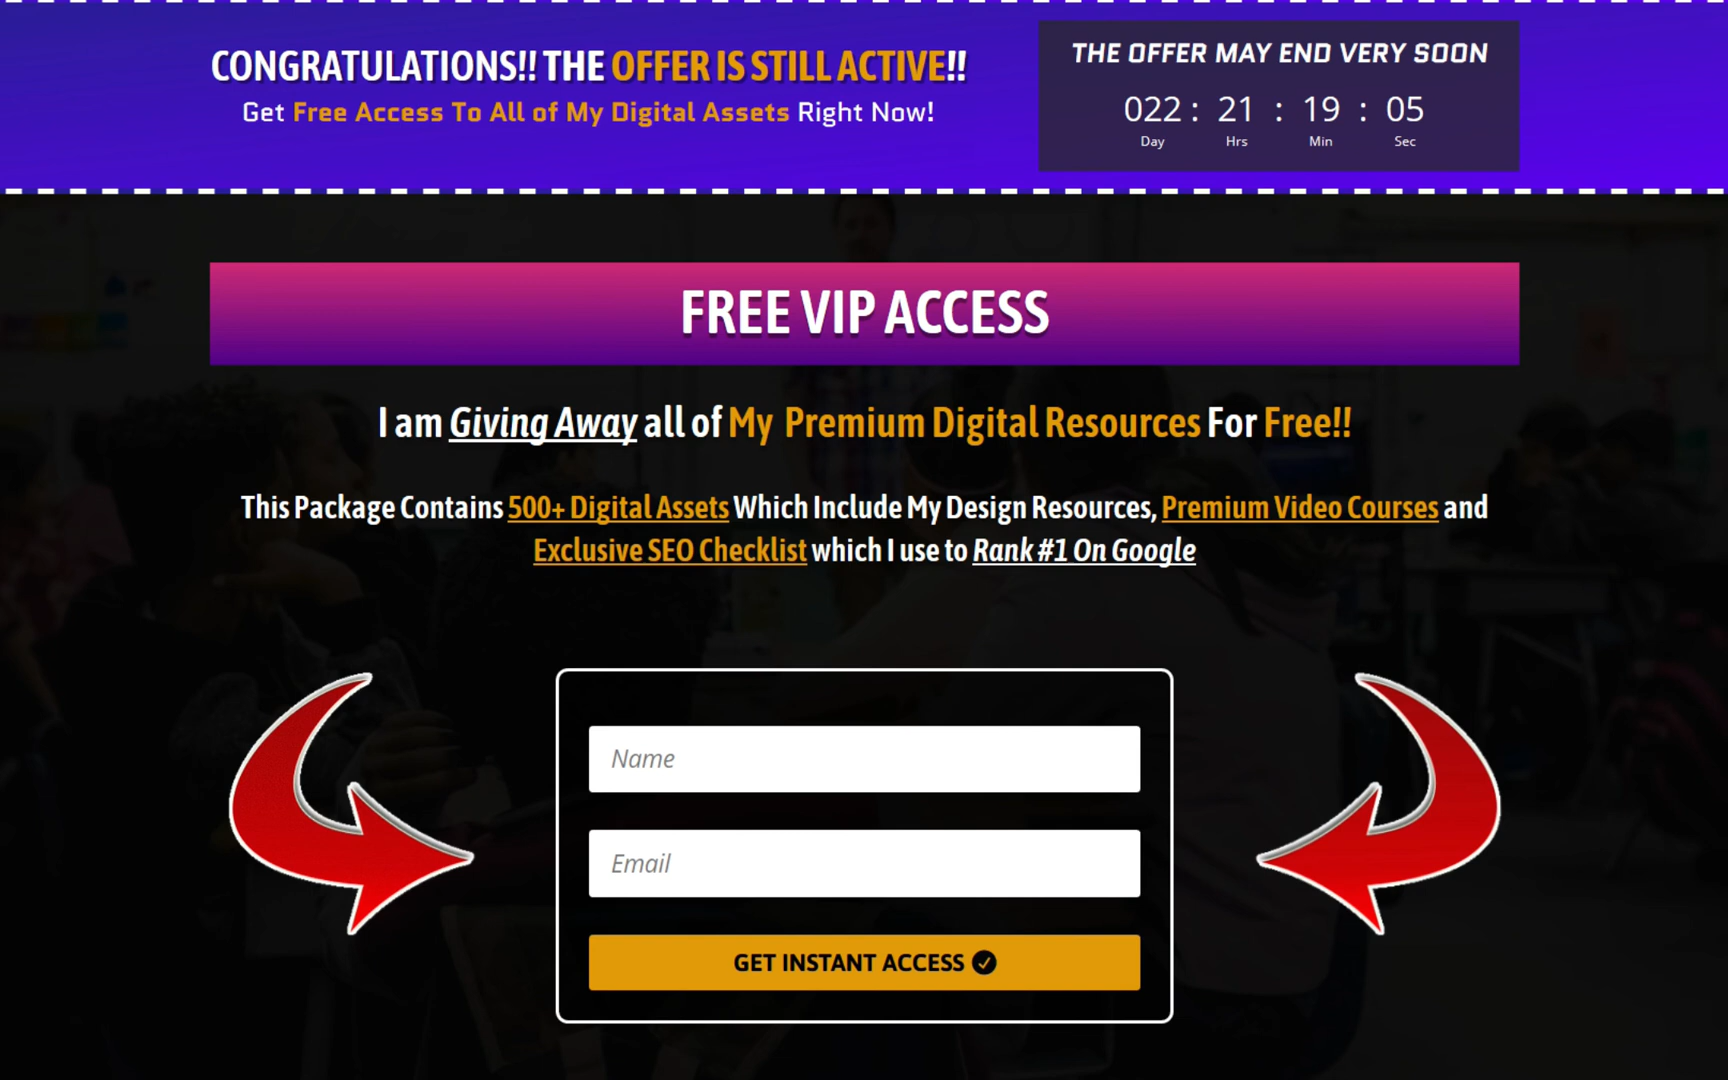 CONGRATULATIONS!! THE OFFER IS STILL ACTIVE!!
Get Free Access To All of My Digital Assets Right Now!
THE OFFER MAY END VERY SOON
022 : 21 : 19 : 05
Day Hrs Min Sec
FREE VIP ACCESS
I am Giving Away all of My Premium Digital Resources For Free!!
This Package Contains 500+ Digital Assets Which Include My Design Resources, Premium Video Courses and
Exclusive SEO Checklist which I use to Rank #1 On Google
Name
Email
GET INSTANT ACCESS